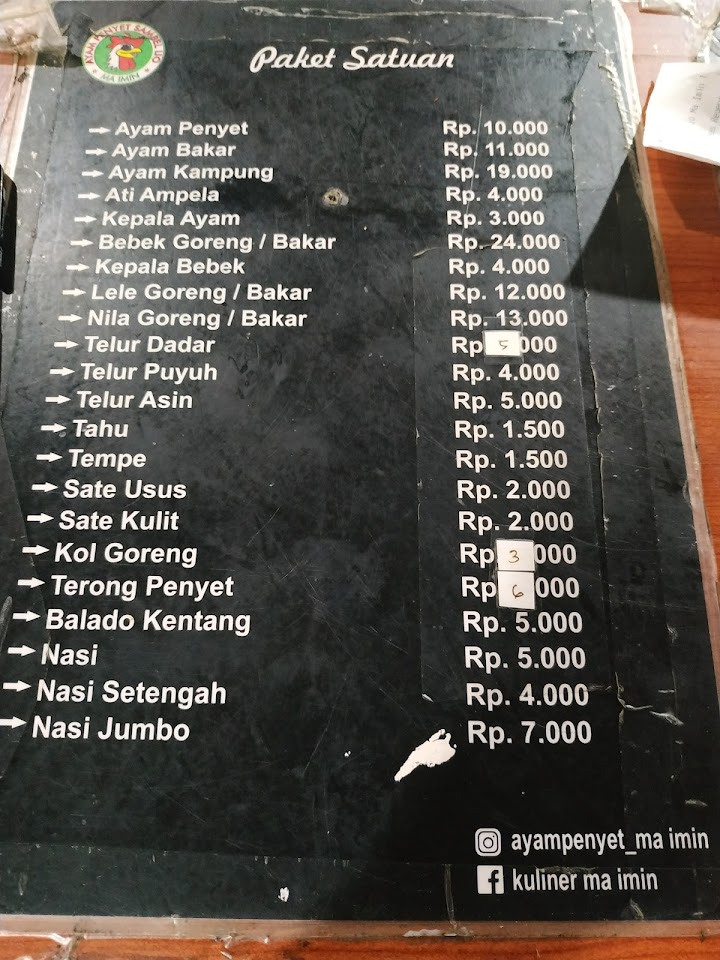 AYAM PENYET SAMBEL IJO
MA IMIN
Paket Satuan
Ayam Penyet Rp. 10.000
Ayam Bakar Rp. 11.000
Ayam Kampung Rp. 19.000
Ati Ampela Rp. 4.000
Kepala Ayam Rp. 3.000
Bebek Goreng / Bakar Rp. 24.000
Kepala Bebek Rp. 4.000
Lele Goreng / Bakar Rp. 12.000
Nila Goreng / Bakar Rp. 13.000
Telur Dadar Rp 5 000
Telur Puyuh Rp. 4.000
Telur Asin Rp. 5.000
Tahu Rp. 1.500
Tempe Rp. 1.500
Sate Usus Rp. 2.000
Sate Kulit Rp. 2.000
Kol Goreng Rp 3 000
Terong Penyet Rp 6 000
Balado Kentang Rp. 5.000
Nasi Rp. 5.000
Nasi Setengah Rp. 4.000
Nasi Jumbo Rp. 7.000
ayampenyet_ma imin
kuliner ma imin